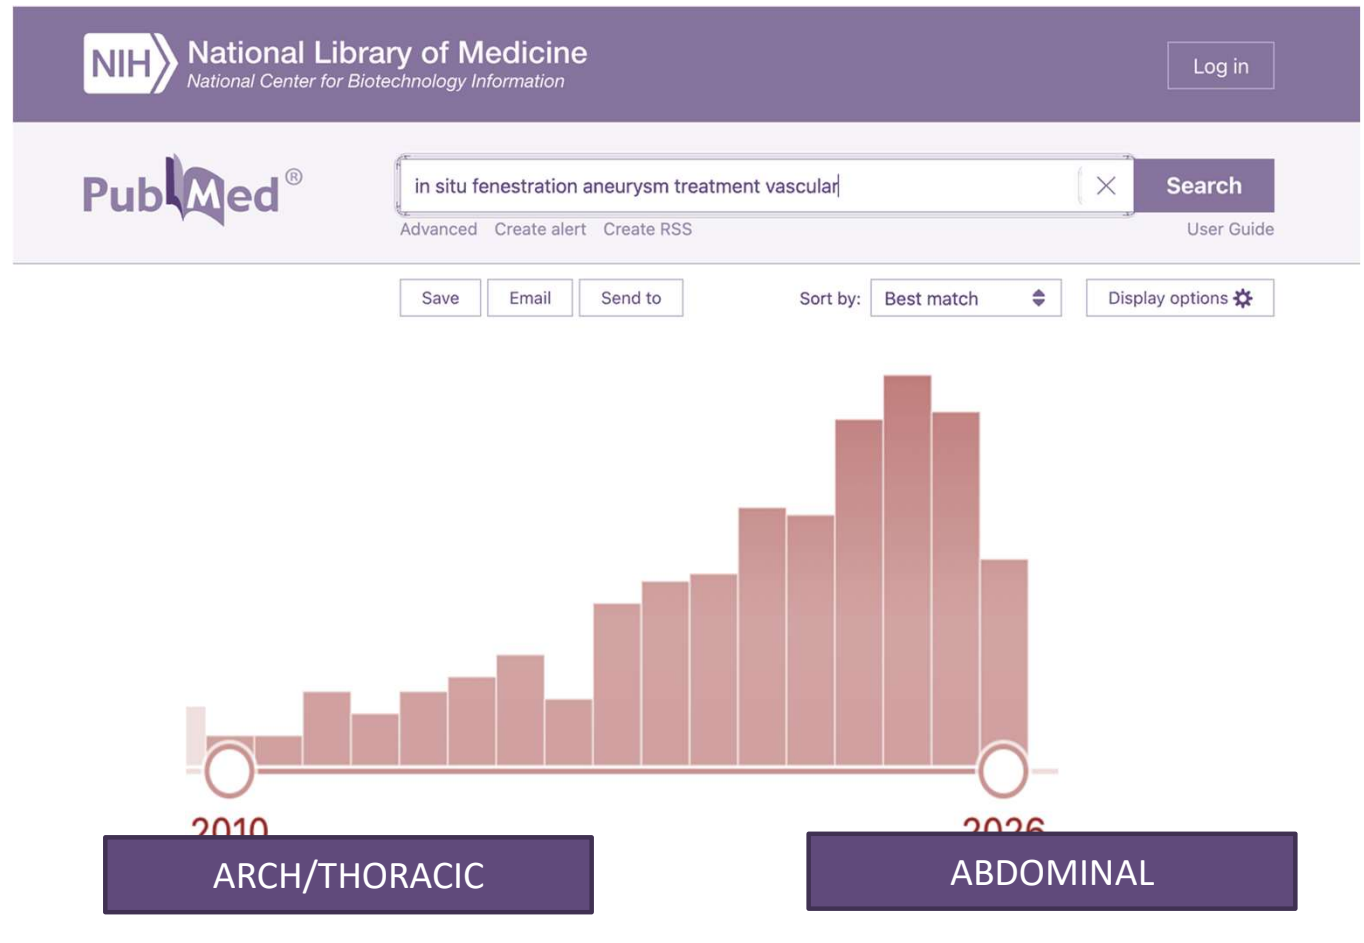 NIH National Library of Medicine
National Center for Biotechnology Information
Log in
PubMed®
in situ fenestration aneurysm treatment vascular
Search
Advanced Create alert Create RSS
User Guide
Save Email Send to
Sort by: Best match
Display options
2010
2026
ARCH/THORACIC
ABDOMINAL